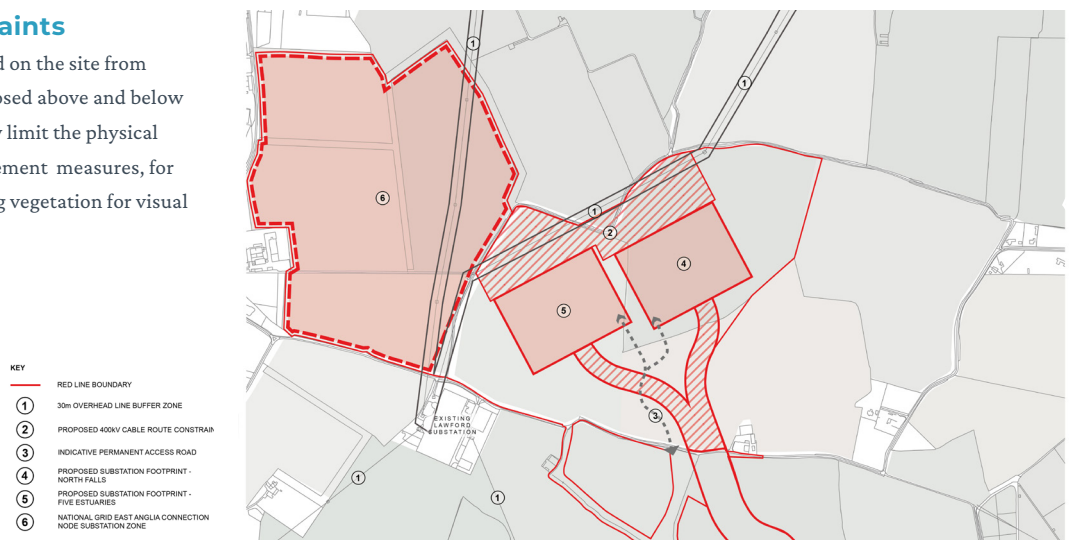 aints
d on the site from
osed above and below
y limit the physical
ement measures, for
g vegetation for visual
KEY
RED LINE BOUNDARY
1 30m OVERHEAD LINE BUFFER ZONE
2 PROPOSED 400kV CABLE ROUTE CONSTRAIN
3 INDICATIVE PERMANENT ACCESS ROAD
4 PROPOSED SUBSTATION FOOTPRINT -
NORTH FALLS
5 PROPOSED SUBSTATION FOOTPRINT -
FIVE ESTUARIES
6 NATIONAL GRID EAST ANGLIA CONNECTION
NODE SUBSTATION ZONE
1
1
6
1
2
4
5
3
EXISTING
LAWFORD
SUBSTATION
1
1